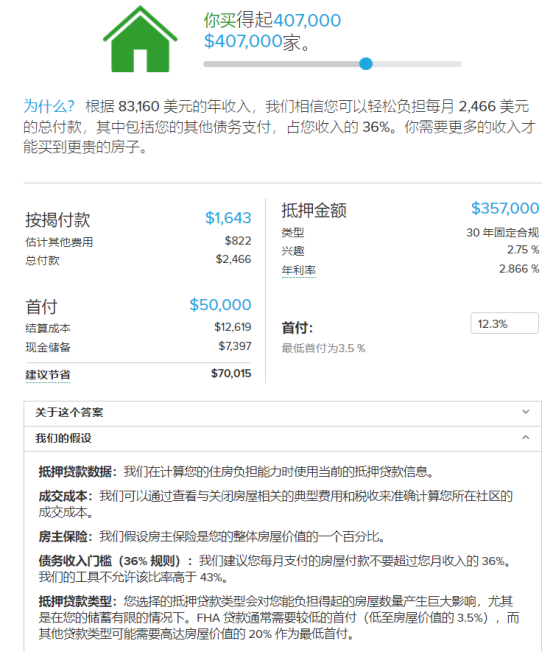 你买得起407,000
$407,000家。
为什么？ 根据 83,160 美元的年收入，我们相信您可以轻松负担每月 2,466 美元
的总付款，其中包括您的其他债务支付，占您收入的 36%。你需要更多的收入才
能买到更贵的房子。
按揭付款 $1,643
估计其他费用 $822
总付款 $2,466
首付 $50,000
结算成本 $12,619
现金储备 $7,397
建议节省 $70,015
抵押金额 $357,000
类型 30 年固定合规
兴趣 2.75 %
年利率 2.866 %
首付： 12.3%
最低首付为3.5 %
关于这个答案
我们的假设
抵押贷款数据：我们在计算您的住房负担能力时使用当前的抵押贷款信息。
成交成本：我们可以通过查看与关闭房屋相关的典型费用和税收来准确计算您所在社区的
成交成本。
房主保险：我们假设房主保险是您的整体房屋价值的一个百分比。
债务收入门槛（36% 规则）：我们建议您每月支付的房屋付款不要超过您月收入的 36%。
我们的工具不允许该比率高于 43%。
抵押贷款类型：您选择的抵押贷款类型会对您能负担得起的房屋数量产生巨大影响，尤其
是在您的储蓄有限的情况下。FHA 贷款通常需要较低的首付（低至房屋价值的 3.5%），而
其他贷款类型可能需要高达房屋价值的 20% 作为最低首付。